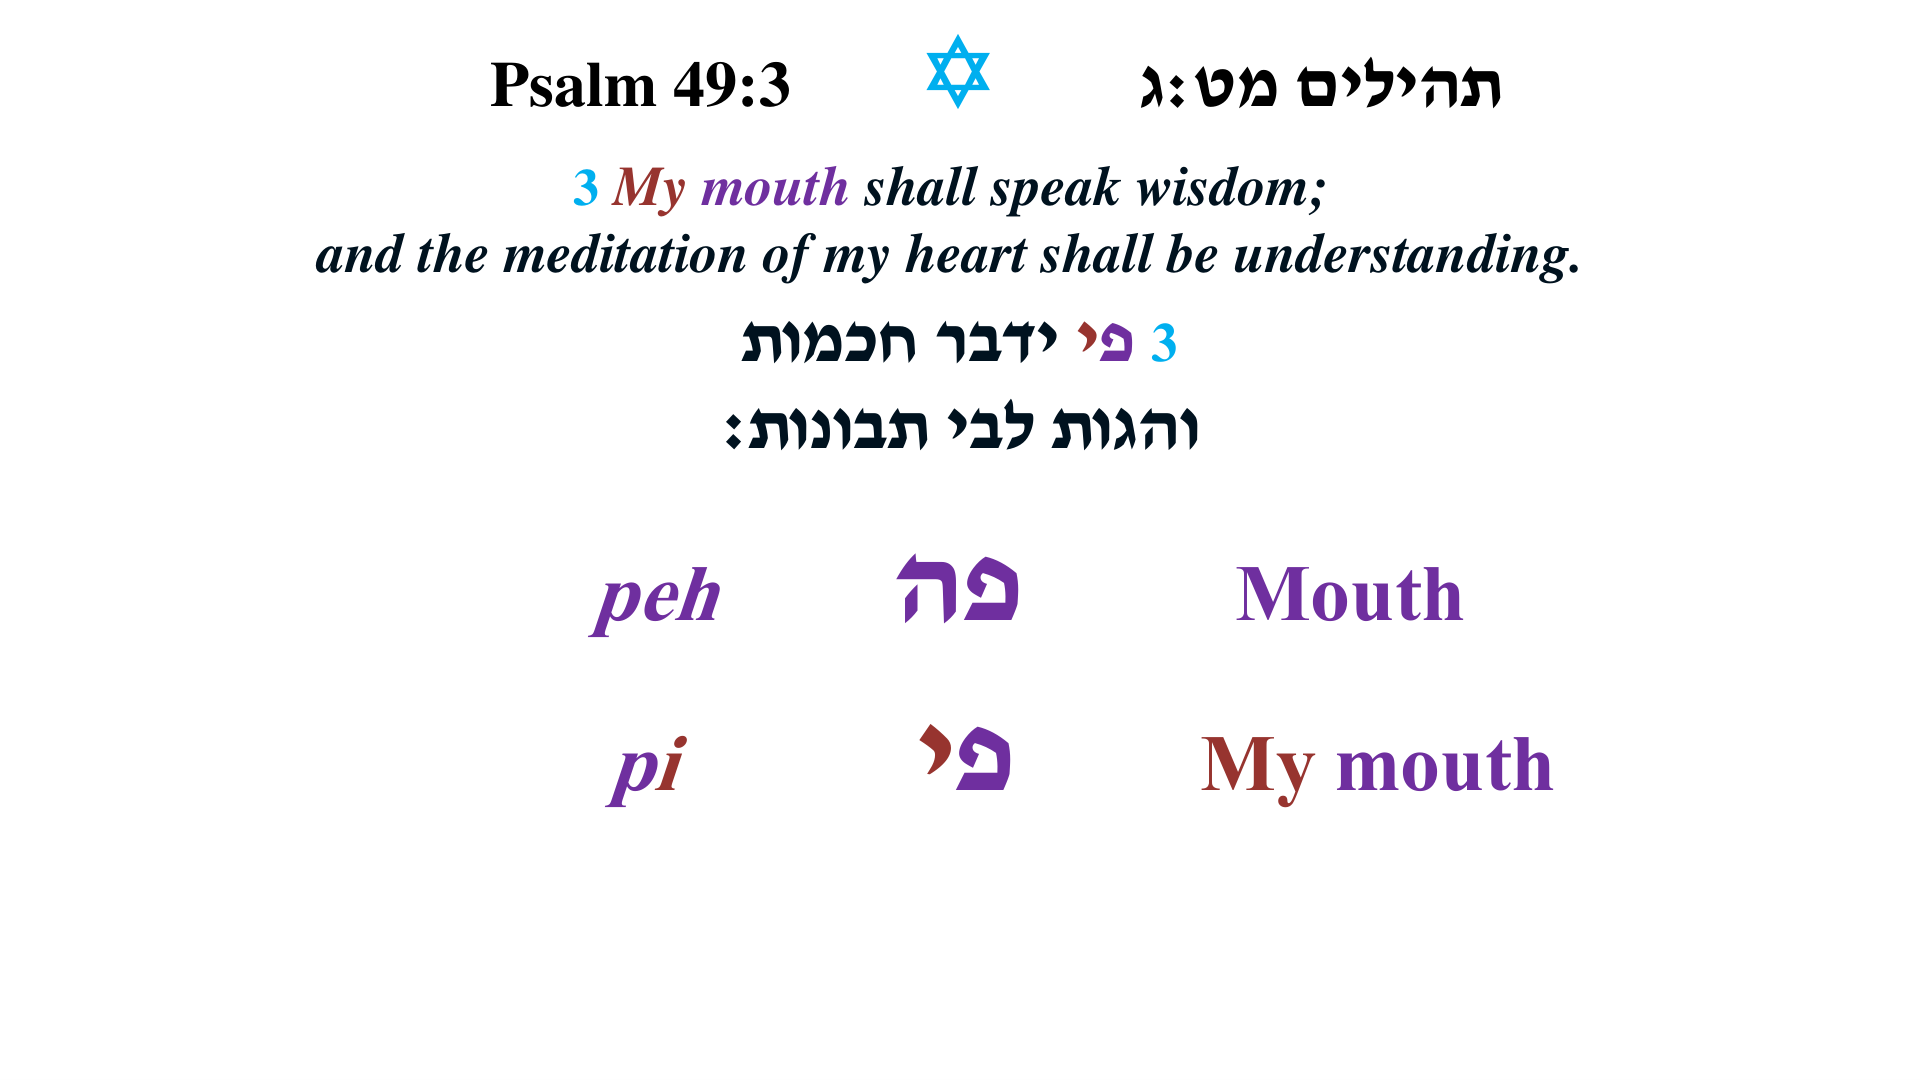 Psalm 49:3 ✡ תהילים מט:ג
3 My mouth shall speak wisdom;
and the meditation of my heart shall be understanding.
3 פי ידבר חכמות
והגות לבי תבונות:
peh פה Mouth
pi פי My mouth